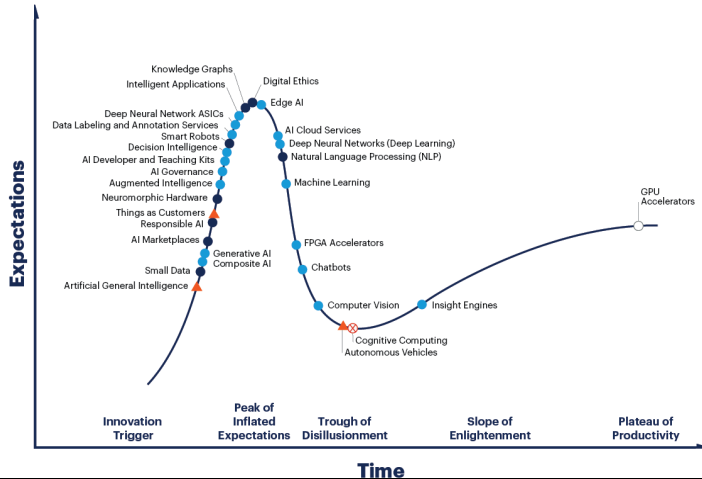 Expectations
Knowledge Graphs
Digital Ethics
Intelligent Applications
Edge AI
Deep Neural Network ASICs
Data Labeling and Annotation Services
AI Cloud Services
Smart Robots
Deep Neural Networks (Deep Learning)
Decision Intelligence
Natural Language Processing (NLP)
AI Developer and Teaching Kits
AI Governance
Augmented Intelligence
Machine Learning
Neuromorphic Hardware
GPU
Accelerators
Things as Customers
Responsible AI
AI Marketplaces
FPGA Accelerators
Generative AI
Composite AI
Small Data
Chatbots
Artificial General Intelligence
Computer Vision
Insight Engines
Cognitive Computing
Autonomous Vehicles
Innovation
Trigger
Peak of
Inflated
Expectations
Trough of
Disillusionment
Slope of
Enlightenment
Plateau of
Productivity
Time